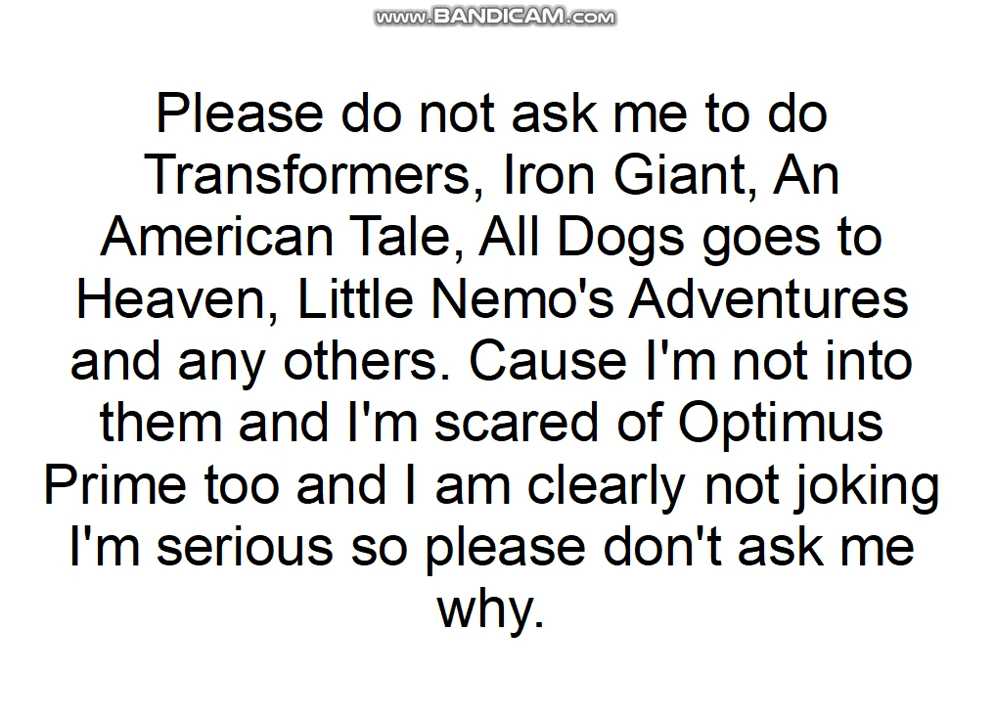 www.BANDICAM.com
Please do not ask me to do
Transformers, Iron Giant, An
American Tale, All Dogs goes to
Heaven, Little Nemo's Adventures
and any others. Cause I'm not into
them and I'm scared of Optimus
Prime too and I am clearly not joking
I'm serious so please don't ask me
why.